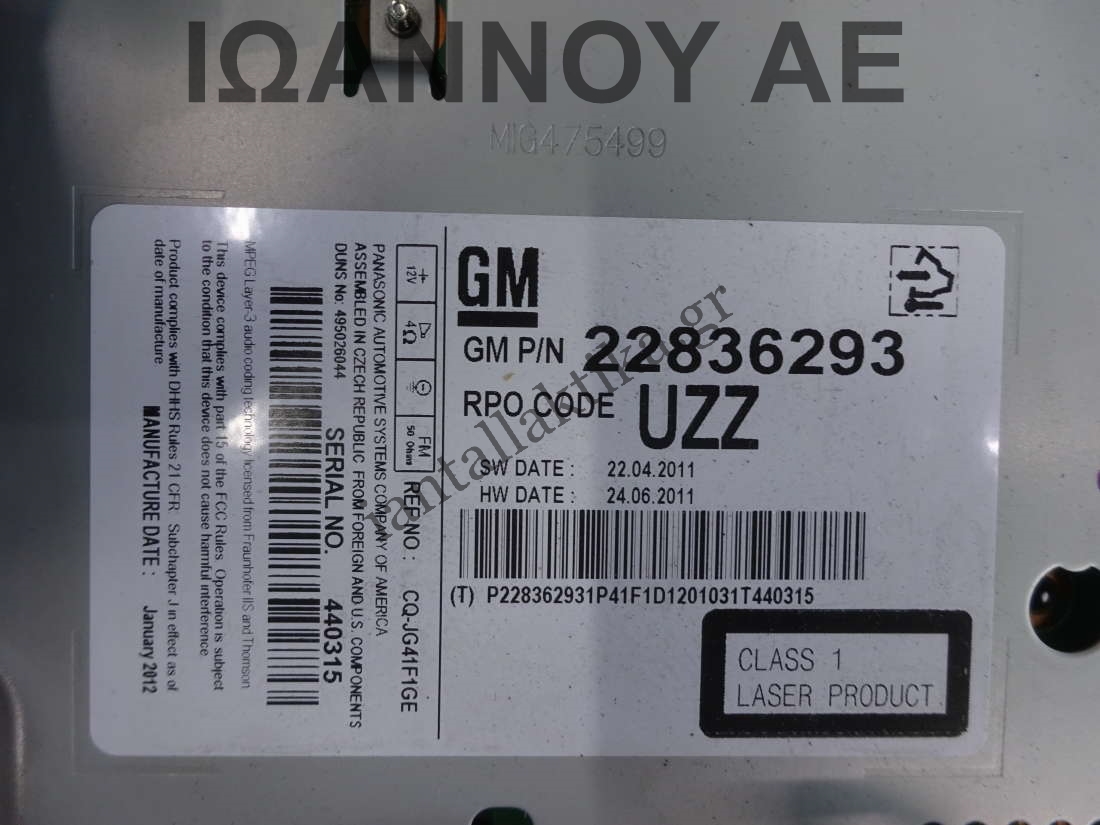 ΙΩΑΝΝΟΥ ΑΕ
MIG475499
GM
GM P/N 22836293
RPO CODE UZZ
SW DATE : 22.04.2011
HW DATE : 24.06.2011
(T) P228362931P41F1D1201031T440315
CLASS 1
LASER PRODUCT
+ 12V
4Ω
FM 50 Ohms
REF NO : CQ-JG41F1GE
PANASONIC AUTOMOTIVE SYSTEMS COMPANY OF AMERICA
ASSEMBLED IN CZECH REPUBLIC FROM FOREIGN AND U.S. COMPONENTS
DUNS No: 495026044
SERIAL NO. 440315
MPEG Layer-3 audio coding technology licensed from Fraunhofer IIS and Thomson
This device complies with part 15 of the FCC Rules. Operation is subject
to the condition that this device does not cause harmful interference
Product complies with DHHS Rules 21 CFR. Subchapter J in effect as of
date of manufacture
MANUFACTURE DATE : January 2012
antallaktika.gr